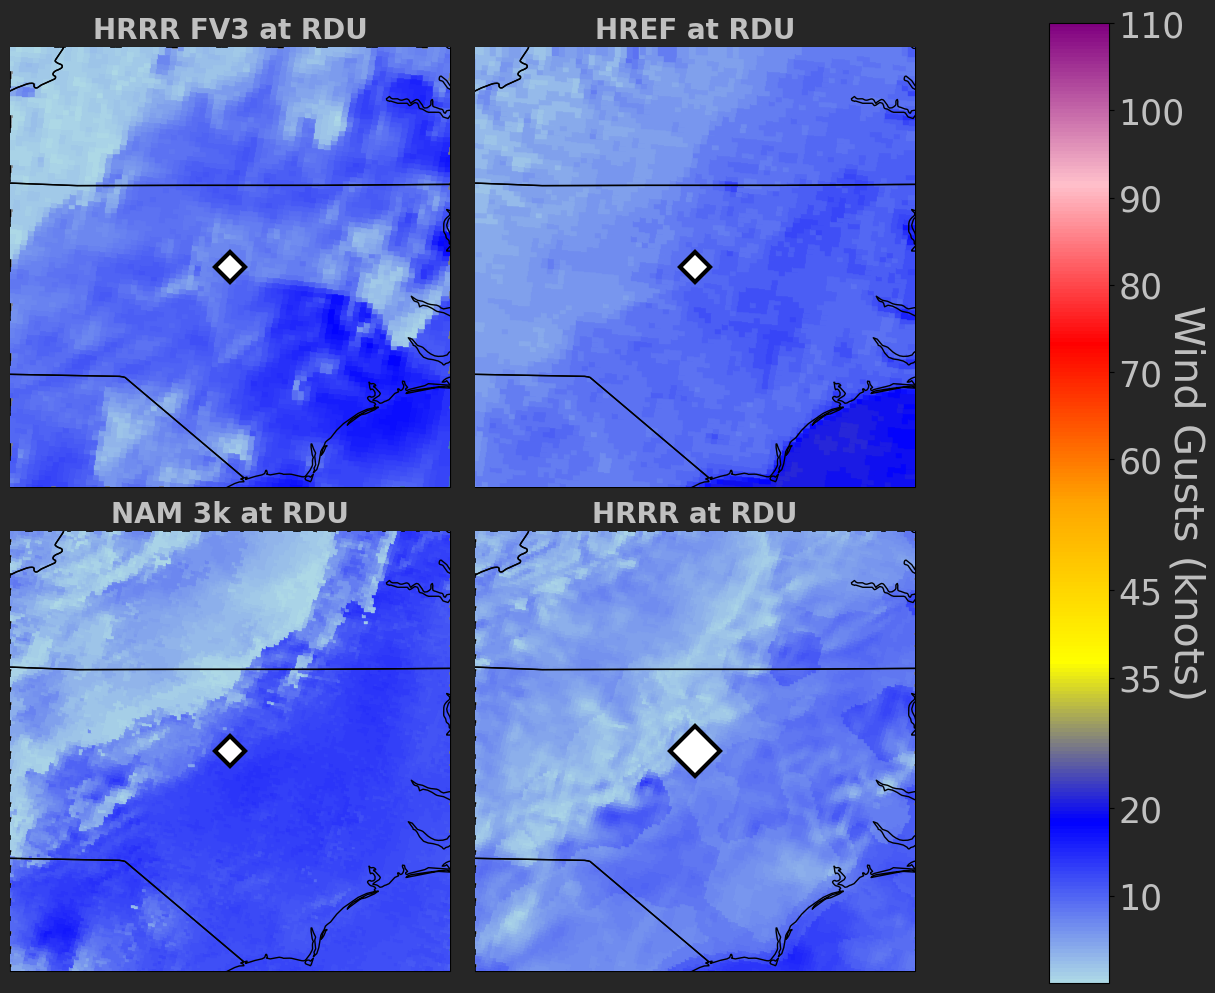 HRRR FV3 at RDU
HREF at RDU
NAM 3k at RDU
HRRR at RDU
110
100
90
80
70
60
45
35
20
10
Wind Gusts (knots)